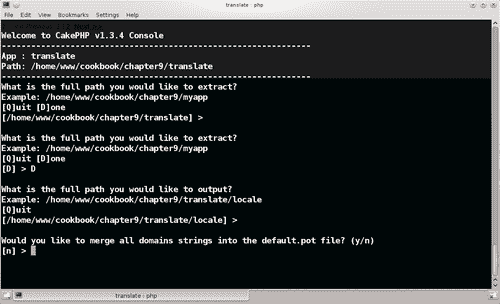 translate : php
File Edit View Bookmarks Settings Help
Welcome to CakePHP v1.3.4 Console
---------------------------------------------------------------
App : translate
Path: /home/www/cookbook/chapter9/translate
---------------------------------------------------------------
What is the full path you would like to extract?
Example: /home/www/cookbook/chapter9/myapp
[Q]uit [D]one
[/home/www/cookbook/chapter9/translate] >
What is the full path you would like to extract?
Example: /home/www/cookbook/chapter9/myapp
[Q]uit [D]one
[D] > D
What is the full path you would like to output?
Example: /home/www/cookbook/chapter9/translate/locale
[Q]uit
[/home/www/cookbook/chapter9/translate/locale] >
Would you like to merge all domains strings into the default.pot file? (y/n)
[n] >
translate : php